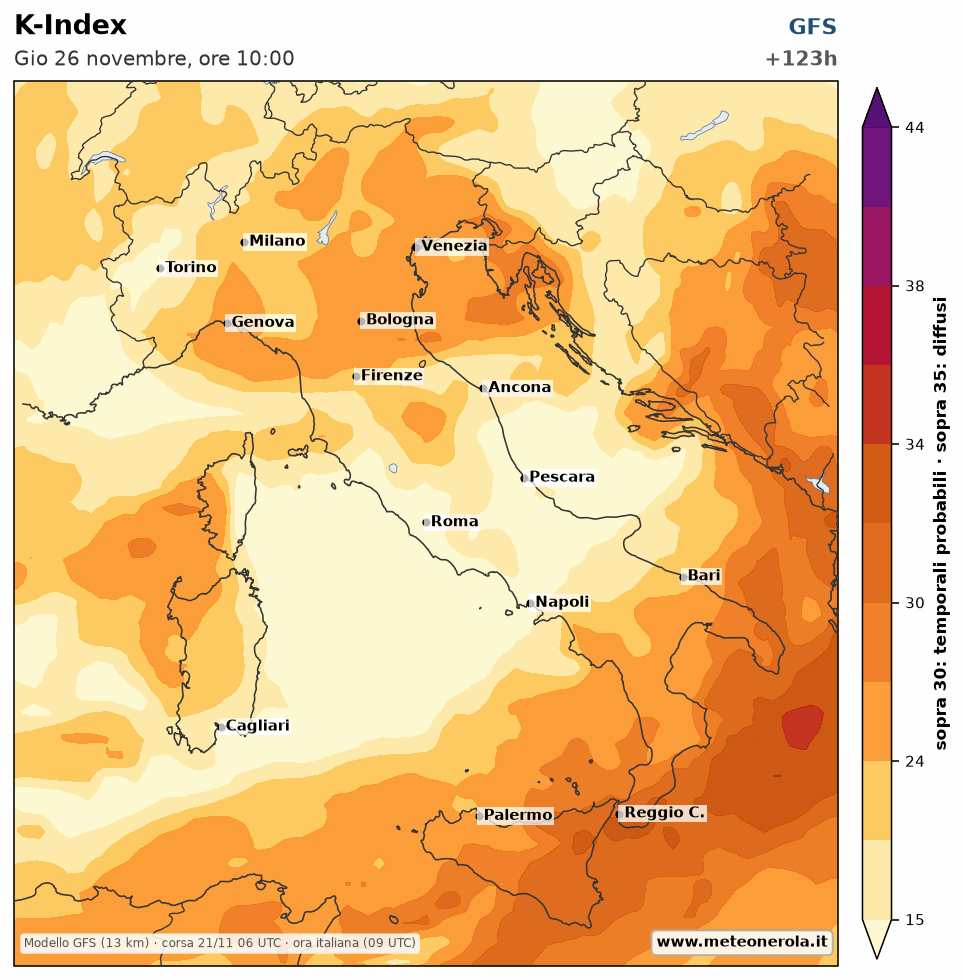 K-Index
GFS
Gio 26 novembre, ore 10:00
+123h
Milano
Venezia
Torino
Genova
Bologna
Firenze
Ancona
Pescara
Roma
Bari
Napoli
Cagliari
Palermo
Reggio C.
44
38
34
30
24
15
sopra 30: temporali probabili · sopra 35: diffusi
Modello GFS (13 km) · corsa 21/11 06 UTC · ora italiana (09 UTC)
www.meteonerola.it